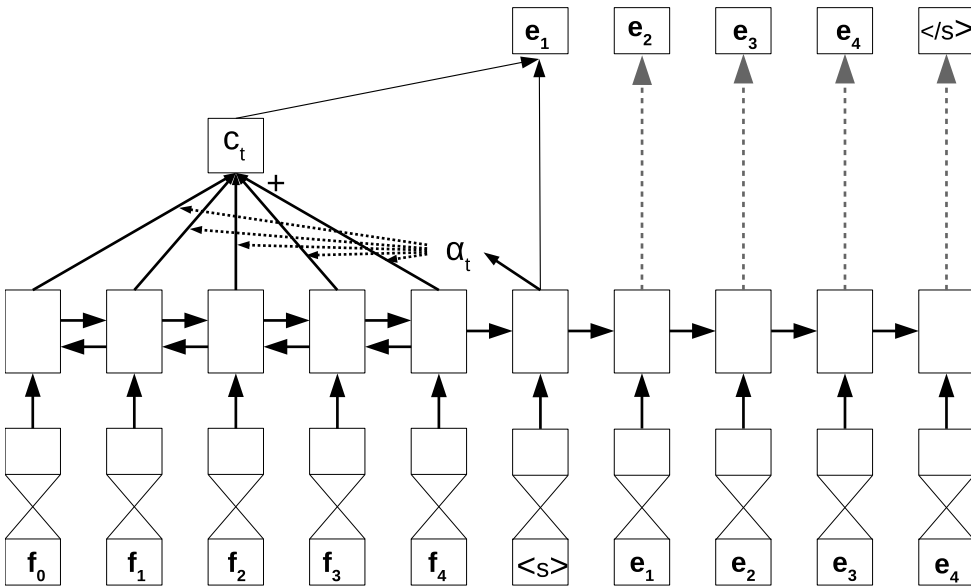 e₁ e₂ e₃ e₄ </s>
cₜ
+
αₜ
f₀ f₁ f₂ f₃ f₄ <s> e₁ e₂ e₃ e₄